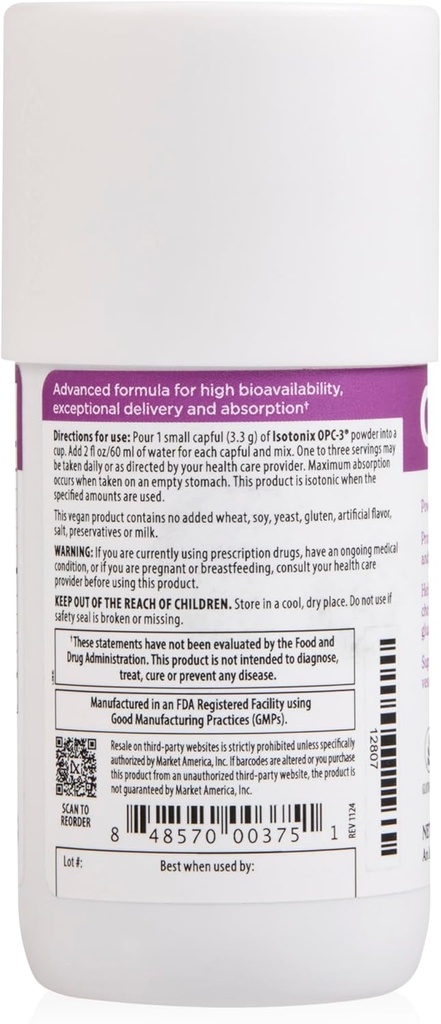 Advanced formula for high bioavailability,
exceptional delivery and absorption†
Directions for use: Pour 1 small capful (3.3 g) of Isotonix OPC-3® powder into a
cup. Add 2 fl oz/60 ml of water for each capful and mix. One to three servings may
be taken daily or as directed by your health care provider. Maximum absorption
occurs when taken on an empty stomach. This product is isotonic when the
specified amounts are used.
This vegan product contains no added wheat, soy, yeast, gluten, artificial flavor,
salt, preservatives or milk.
WARNING: If you are currently using prescription drugs, have an ongoing medical
condition, or if you are pregnant or breastfeeding, consult your health care
provider before using this product.
KEEP OUT OF THE REACH OF CHILDREN. Store in a cool, dry place. Do not use if
safety seal is broken or missing.
†These statements have not been evaluated by the Food and
Drug Administration. This product is not intended to diagnose,
treat, cure or prevent any disease.
Manufactured in an FDA Registered Facility using
Good Manufacturing Practices (GMPs).
Resale on third-party websites is strictly prohibited unless specifically
authorized by Market America, Inc. If barcodes are altered or you purchase
this product from an unauthorized third-party website, the product is
not guaranteed by Market America, Inc.
SCAN TO
REORDER
8 48570 00375 1
REV 1124
Lot #:
Best when used by:
12807